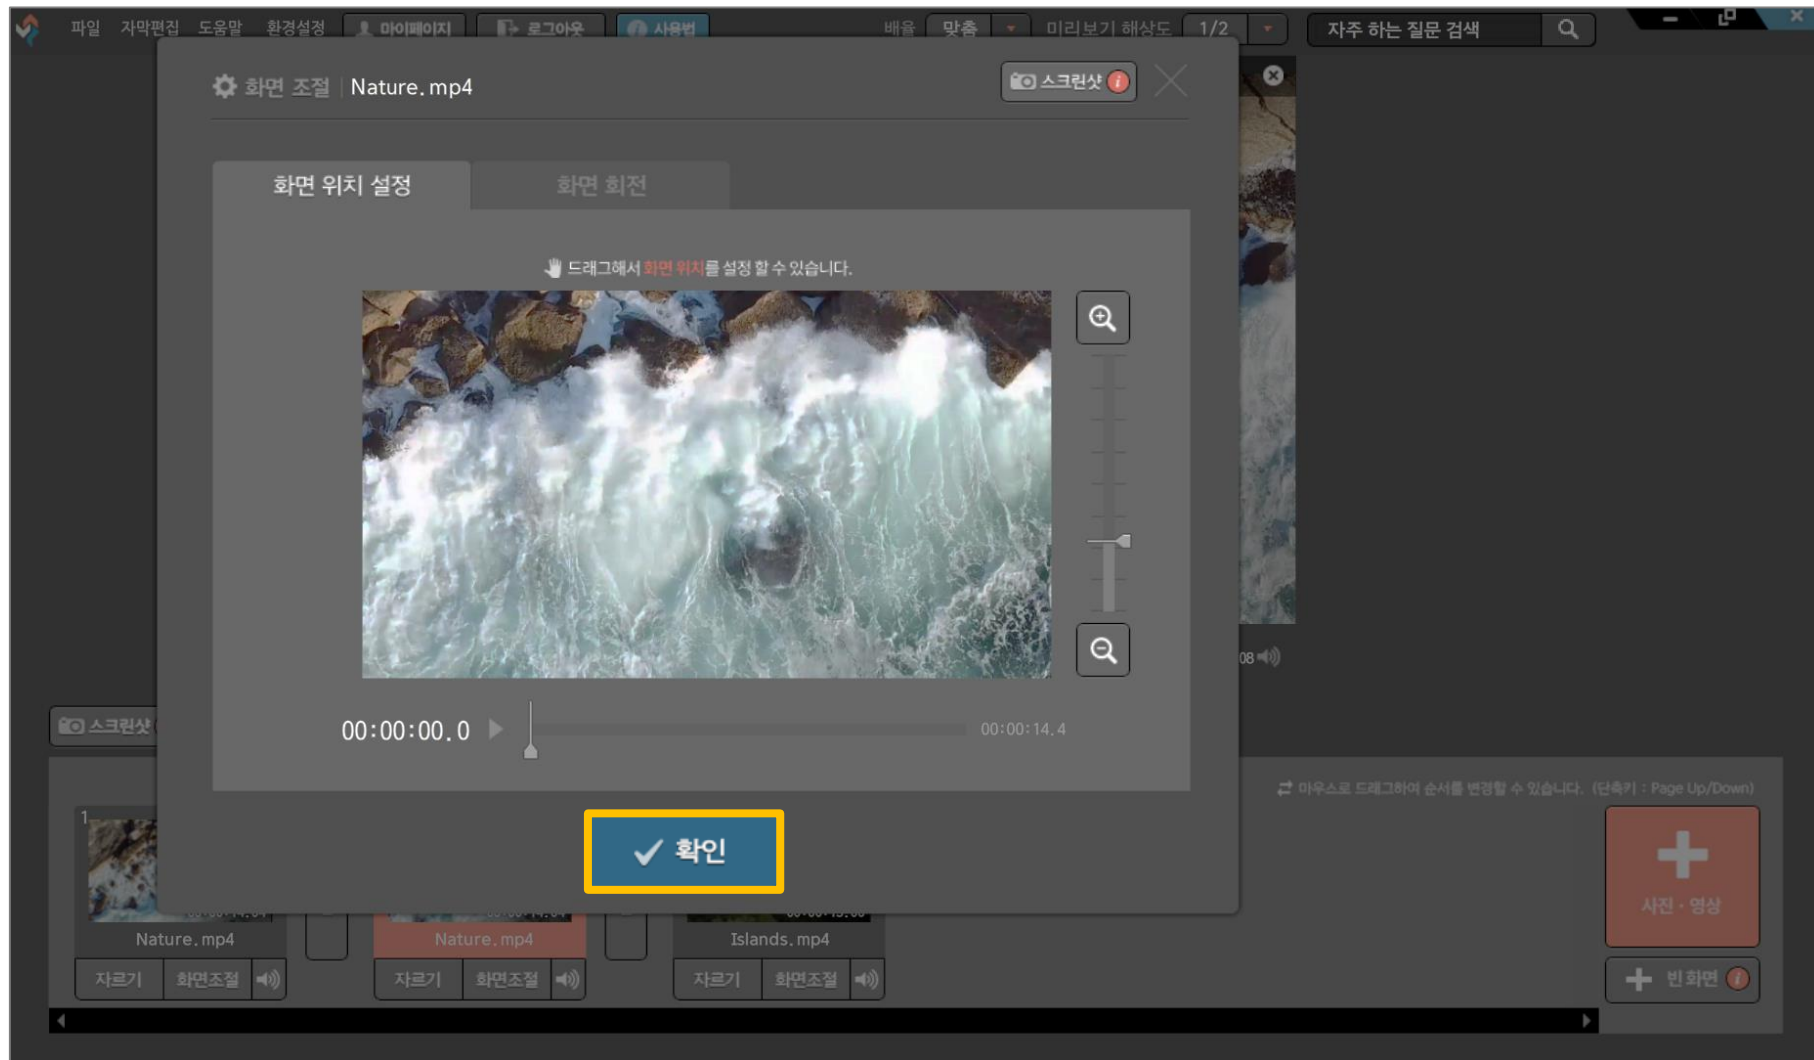 파일 자막편집 도움말 환경설정 마이페이지 로그아웃 사용법 배율 맞춤 미리보기 해상도 1/2 자주 하는 질문 검색
화면 조절 Nature.mp4 스크린샷
화면 위치 설정 화면 회전
드래그해서 화면 위치를 설정 할 수 있습니다.
08
00:00:00.0 00:00:14.4
스크린샷
마우스로 드래그하여 순서를 변경할 수 있습니다. (단축키 : Page Up/Down)
1
확인
사진 · 영상
Nature.mp4 Nature.mp4 Islands.mp4
자르기 화면조절 자르기 화면조절 자르기 화면조절 빈화면